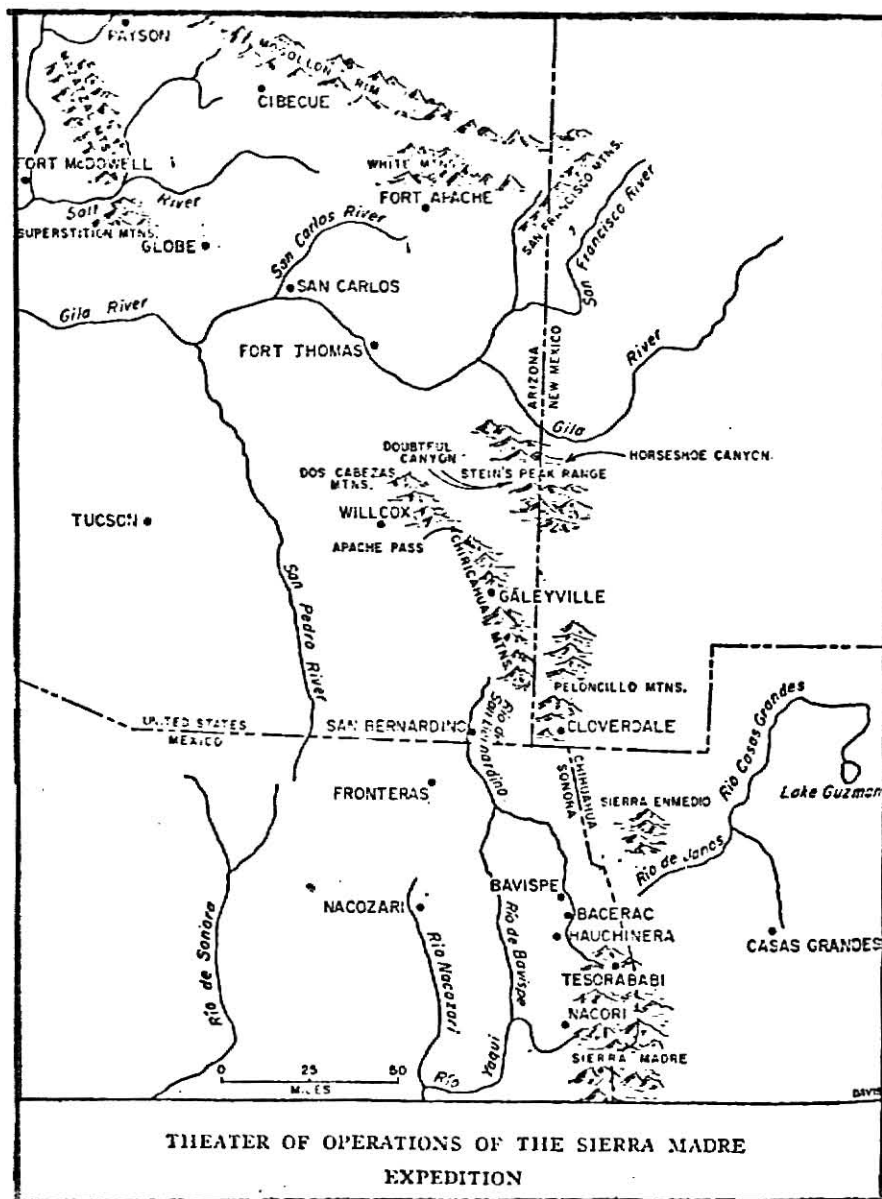 PAYSON
MOGOLLON RIM
MAZATZAL MTS.
CIBECUE
FORT McDOWELL
WHITE MTNS.
FORT APACHE
SAN FRANCISCO MTNS.
San Francisco River
Salt River
SUPERSTITION MTNS.
GLOBE
San Carlos River
SAN CARLOS
Gila River
FORT THOMAS
ARIZONA
NEW MEXICO
Gila River
DOUBTFUL
CANYON
HORSESHOE CANYON
DOS CABEZAS
MTNS.
STEIN'S PEAK RANGE
WILLCOX
TUCSON
APACHE PASS
CHIRICAHUAN MTNS.
GALEYVILLE
San Pedro River
PELONCILLO MTNS.
UNITED STATES
MEXICO
SAN BERNARDINO
Rio de
San Bernardino
CLOVERDALE
CHIHUAHUA
SONORA
Rio Casas Grandes
Lake Guzman
FRONTERAS
SIERRA ENMEDIO
Rio de Janos
BAVISPE
NACOZARI
BACERAC
HAUCHINERA
CASAS GRANDES
Rio de Sonora
Rio Nacozari
Rio de Bavispe
TESORABABI
NACORI
SIERRA MADRE
Rio Yaqui
0 25 50
MILES
DAVIS
THEATER OF OPERATIONS OF THE SIERRA MADRE
EXPEDITION